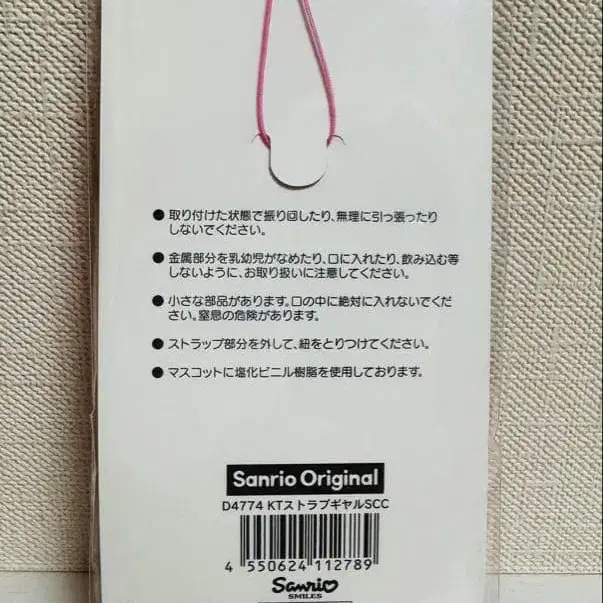 ● 取り付けた状態で振り回したり、無理に引っ張ったり
しないでください。
● 金属部分を乳幼児がなめたり、口に入れたり、飲み込む等
しないように、お取り扱いに注意してください。
● 小さな部品があります。口の中に絶対に入れないでくだ
さい。窒息の危険があります。
● ストラップ部分を外して、紐をとりつけてください。
● マスコットに塩化ビニル樹脂を使用しております。
Sanrio Original
D4774 KTストラプギャルSCC
4 550624 112789
Sanrio
SMILES